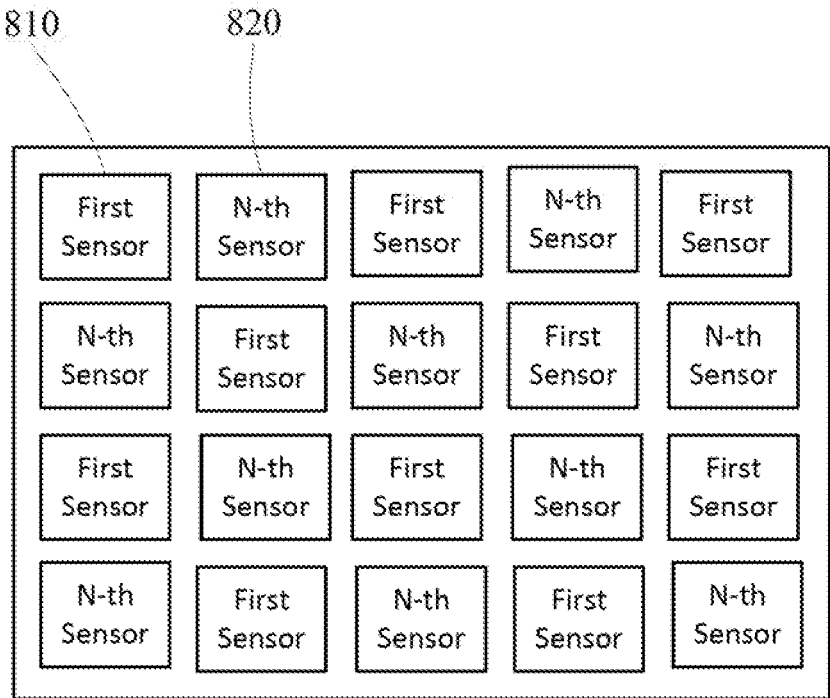 810 820
First Sensor N-th Sensor First Sensor N-th Sensor First Sensor
N-th Sensor First Sensor N-th Sensor First Sensor N-th Sensor
First Sensor N-th Sensor First Sensor N-th Sensor First Sensor
N-th Sensor First Sensor N-th Sensor First Sensor N-th Sensor